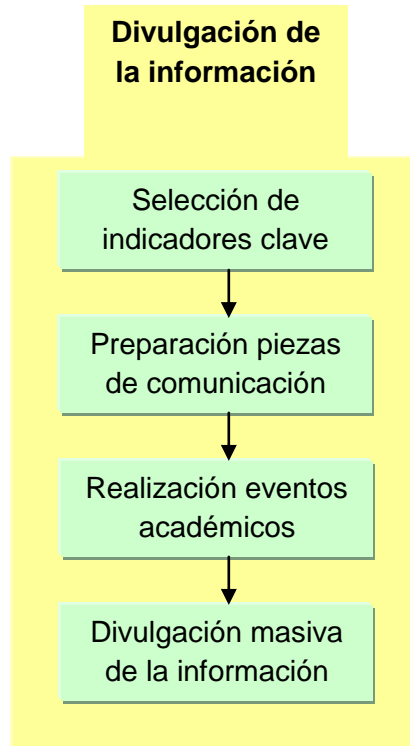 Divulgación de
la información
Selección de
indicadores clave
Preparación piezas
de comunicación
Realización eventos
académicos
Divulgación masiva
de la información